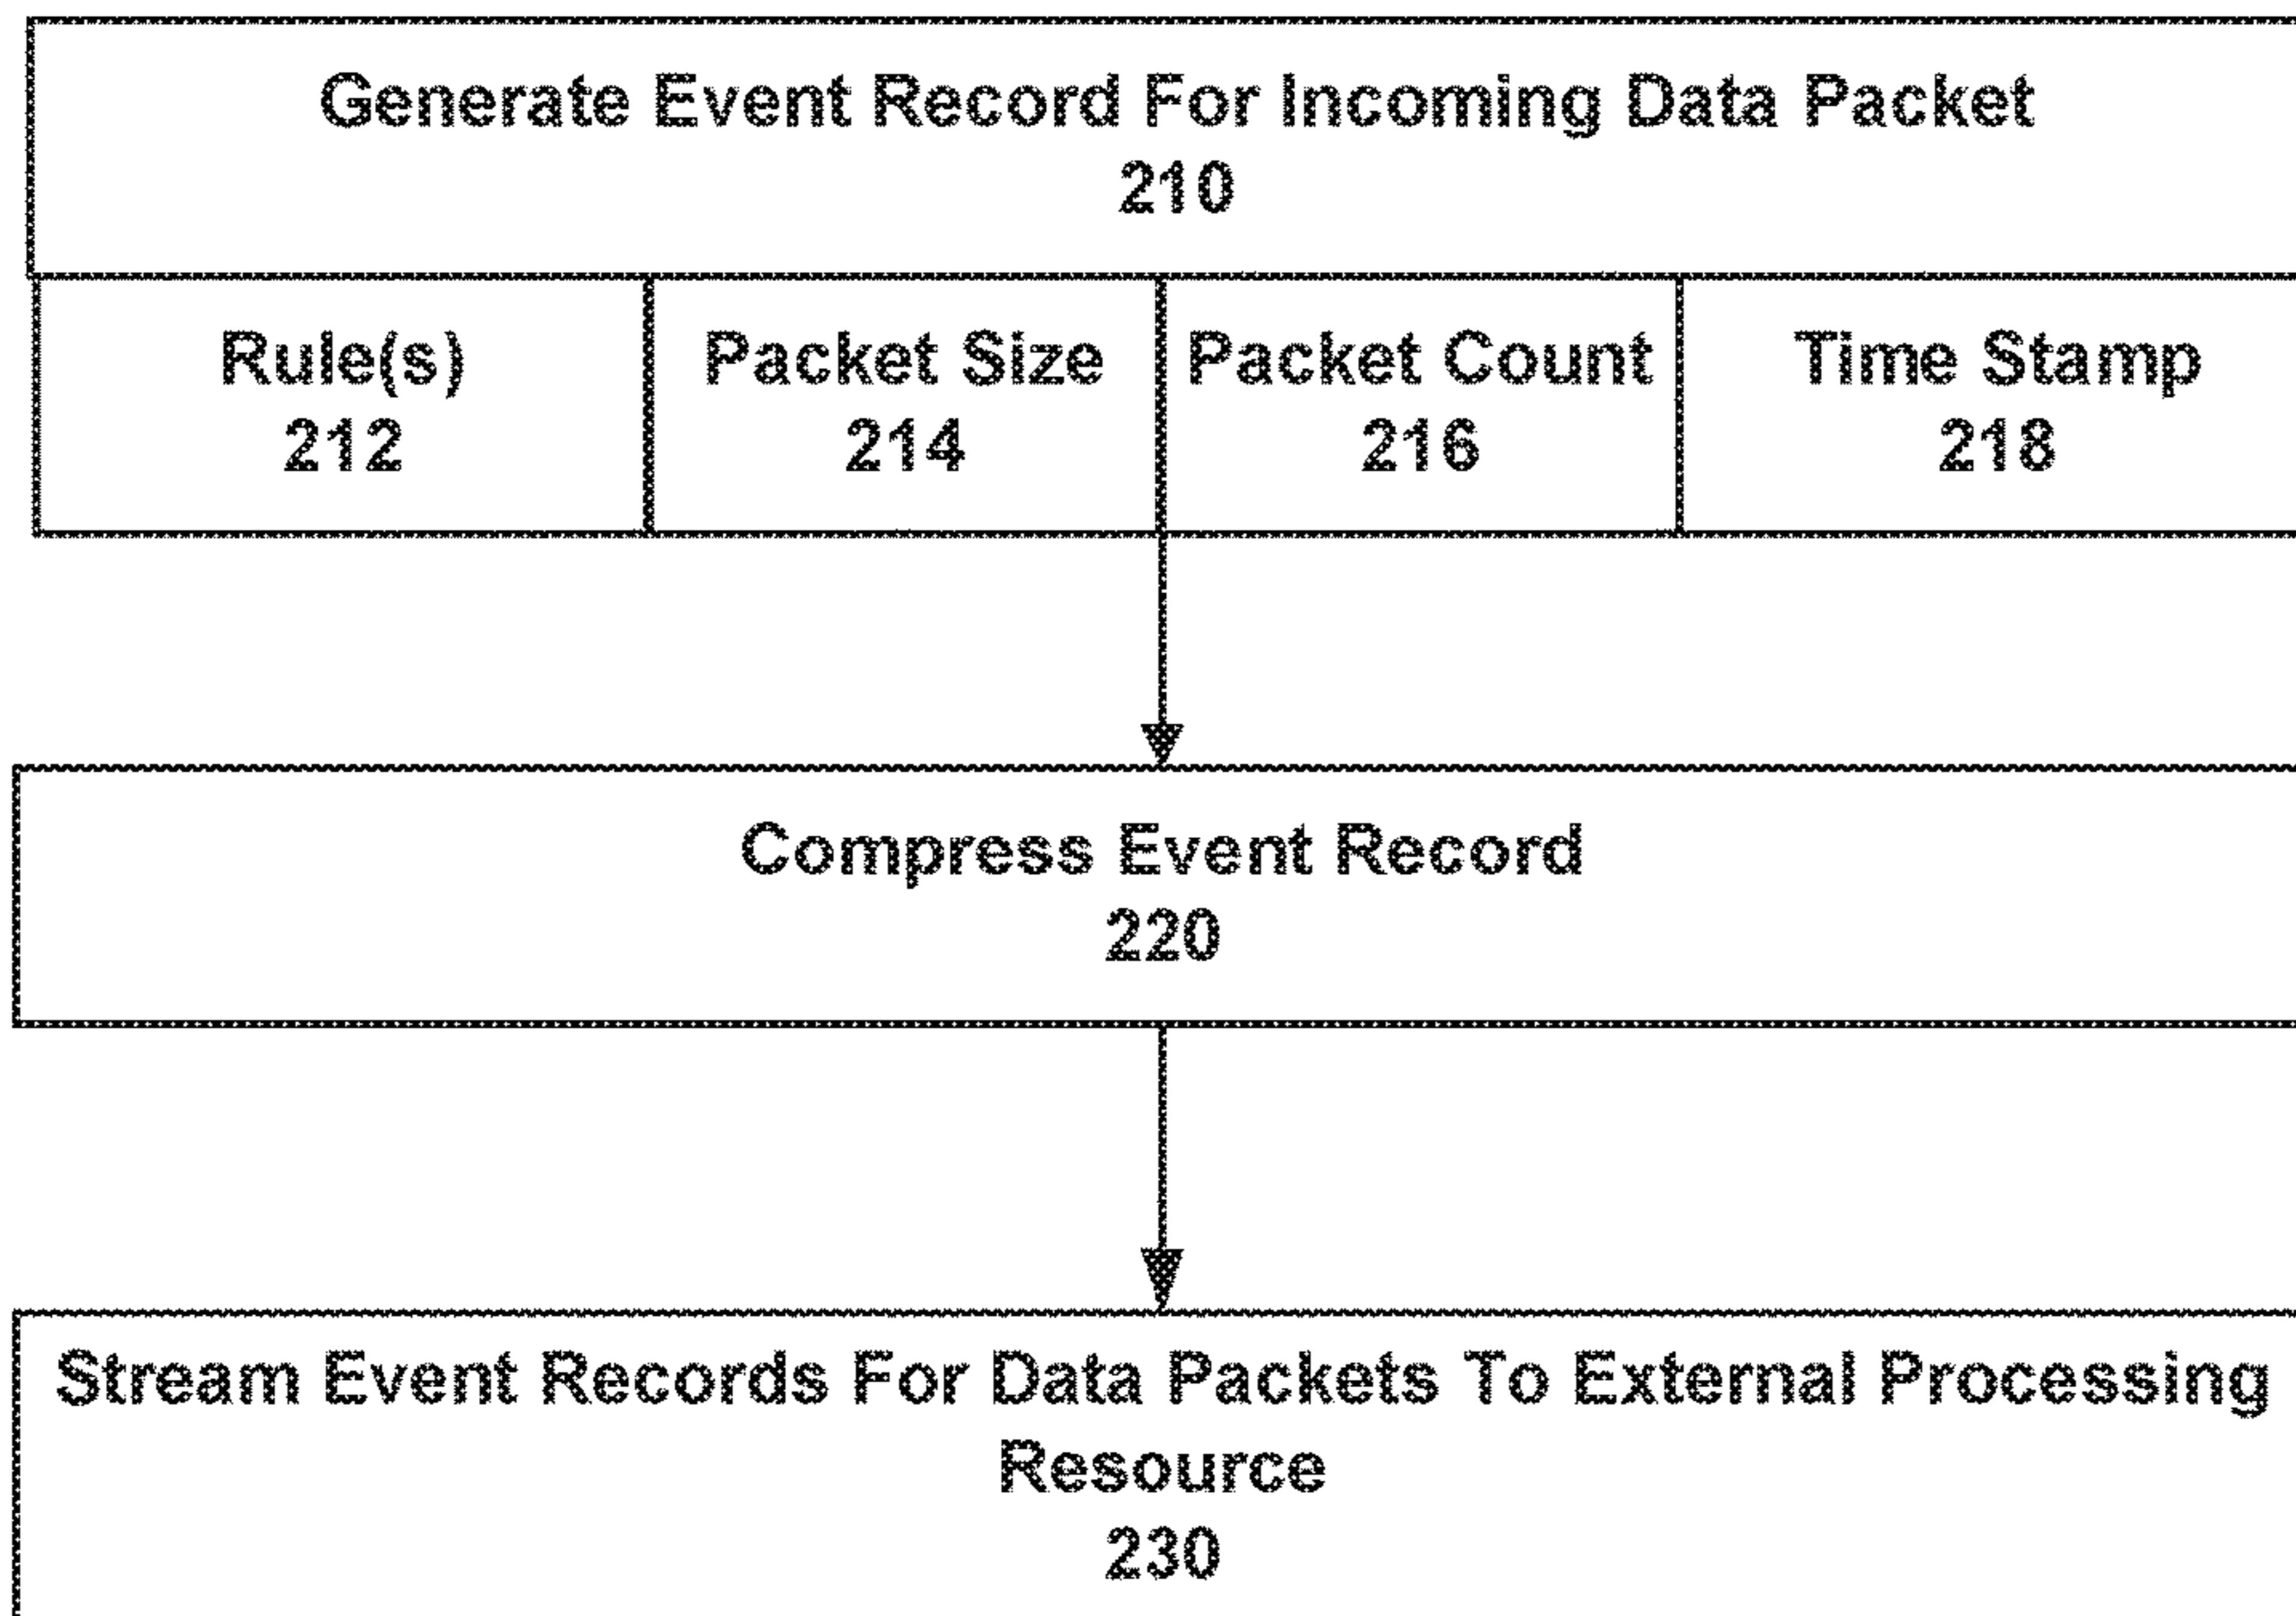 Generate Event Record For Incoming Data Packet
210
Rule(s)
212
Packet Size
214
Packet Count
216
Time Stamp
218
Compress Event Record
220
Stream Event Records For Data Packets To External Processing
Resource
230